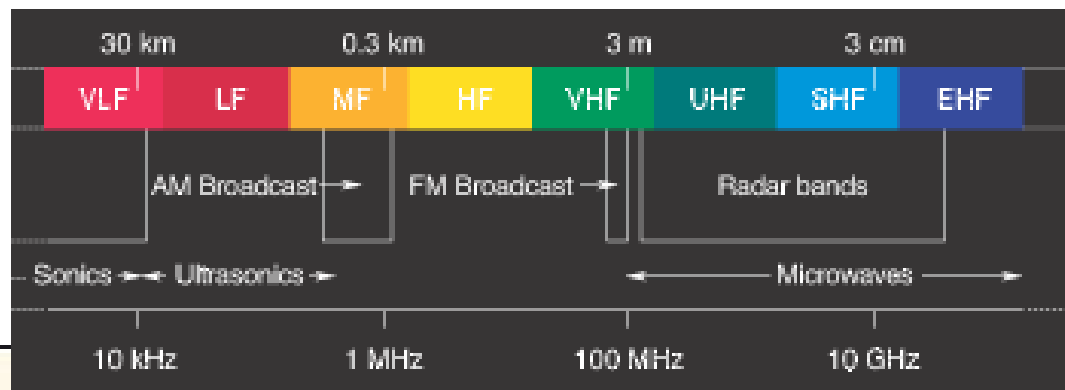 30 km 0.3 km 3 m 3 cm
VLF LF MF HF VHF UHF SHF EHF
AM Broadcast FM Broadcast Radar bands
Sonics Ultrasonics Microwaves
10 kHz 1 MHz 100 MHz 10 GHz